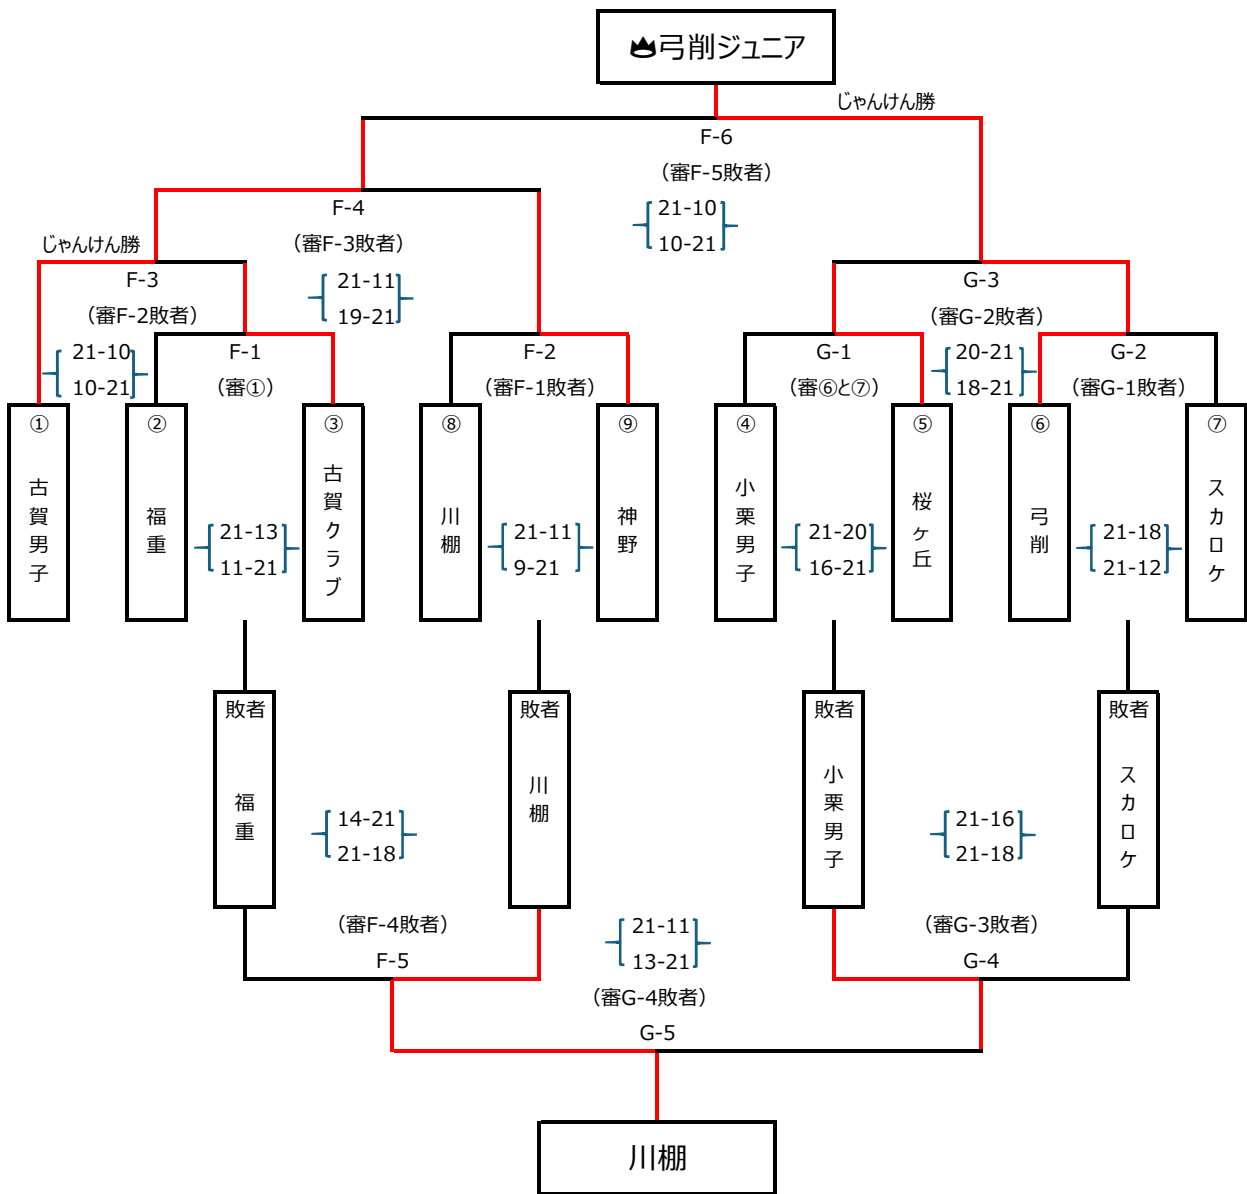 弓削ジュニア
じゃんけん勝
F-6
（審F-5敗者）
21-10
10-21
F-4
（審F-3敗者）
21-11
19-21
じゃんけん勝
F-3
（審F-2敗者）
21-10
10-21
F-1
（審①）
F-2
（審F-1敗者）
G-3
（審G-2敗者）
20-21
18-21
G-1
（審⑥と⑦）
G-2
（審G-1敗者）
①
古賀男子
②
福重
21-13
11-21
③
古賀クラブ
⑧
川棚
21-11
9-21
⑨
神野
④
小栗男子
21-20
16-21
⑤
桜ヶ丘
⑥
弓削
21-18
21-12
⑦
スカロケ
敗者
福重
14-21
21-18
敗者
川棚
敗者
小栗男子
21-16
21-18
敗者
スカロケ
（審F-4敗者）
F-5
21-11
13-21
（審G-4敗者）
G-5
（審G-3敗者）
G-4
川棚